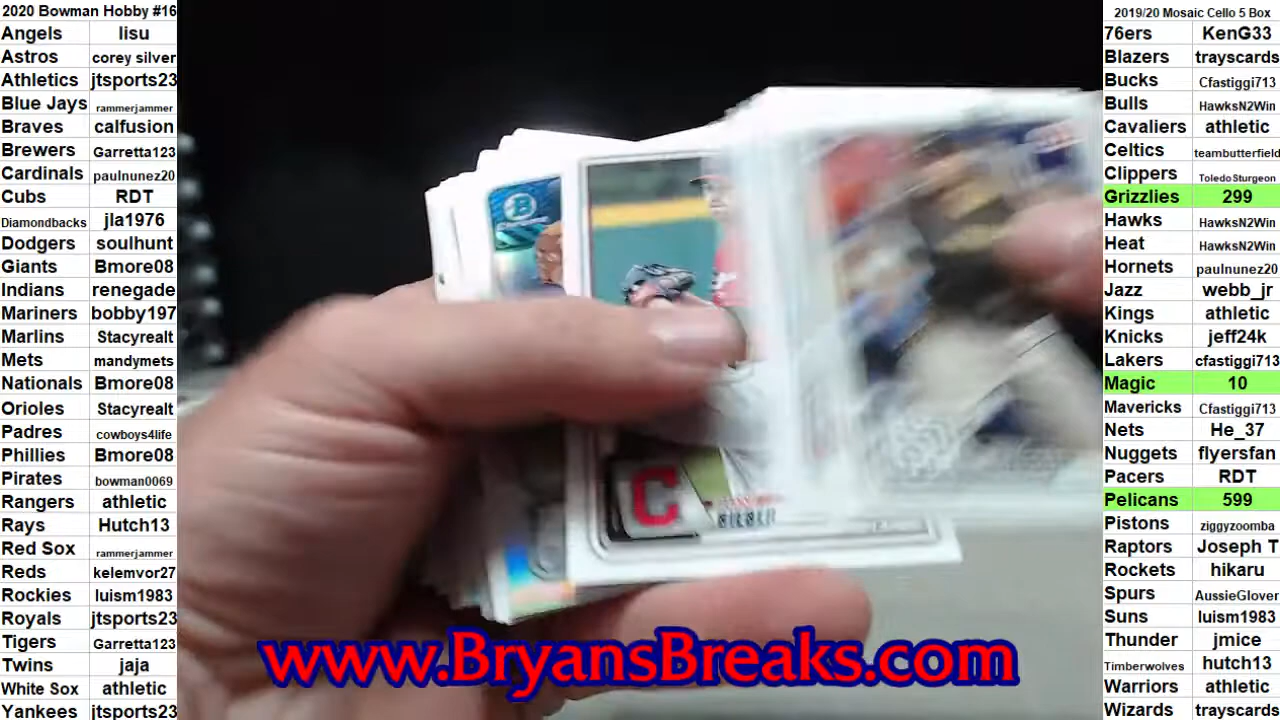 2020 Bowman Hobby #16
Angels lisu
Astros corey silver
Athletics jtsports23
Blue Jays rammerjammer
Braves calfusion
Brewers Garretta123
Cardinals paulnunez20
Cubs RDT
Diamondbacks jla1976
Dodgers soulhunt
Giants Bmore08
Indians renegade
Mariners bobby197
Marlins Stacyrealt
Mets mandymets
Nationals Bmore08
Orioles Stacyrealt
Padres cowboys4life
Phillies Bmore08
Pirates bowman0069
Rangers athletic
Rays Hutch13
Red Sox rammerjammer
Reds kelemvor27
Rockies luism1983
Royals jtsports23
Tigers Garretta123
Twins jaja
White Sox athletic
Yankees jtsports23
B
C
www.BryansBreaks.com
2019/20 Mosaic Cello 5 Box
76ers KenG33
Blazers trayscards
Bucks Cfastiggi713
Bulls HawksN2Win
Cavaliers athletic
Celtics teambutterfield
Clippers ToledoSturgeon
Grizzlies 299
Hawks HawksN2Win
Heat HawksN2Win
Hornets paulnunez20
Jazz webb_jr
Kings athletic
Knicks jeff24k
Lakers cfastiggi713
Magic 10
Mavericks Cfastiggi713
Nets He_37
Nuggets flyersfan
Pacers RDT
Pelicans 599
Pistons ziggyzoomba
Raptors Joseph T
Rockets hikaru
Spurs AussieGlover
Suns luism1983
Thunder jmice
Timberwolves hutch13
Warriors athletic
Wizards trayscards